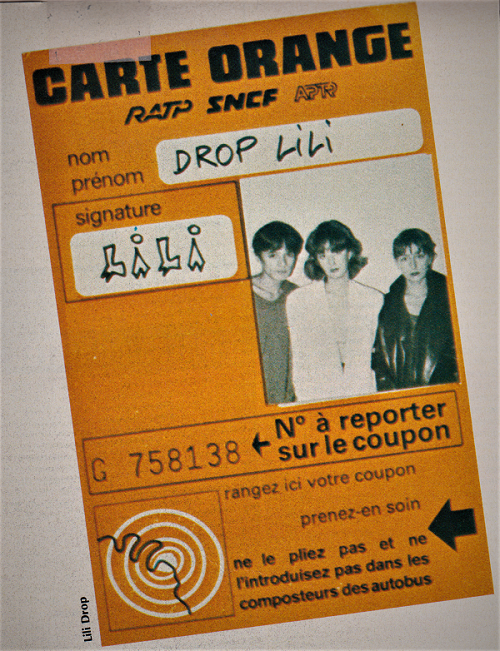 CARTE ORANGE
RATP SNCF APTR
nom
prénom
DROP LiLi
signature
LiLi
G 758138
N° à reporter
sur le coupon
rangez ici votre coupon
prenez-en soin
ne le pliez pas et ne
l'introduisez pas dans les
composteurs des autobus
Lili Drop